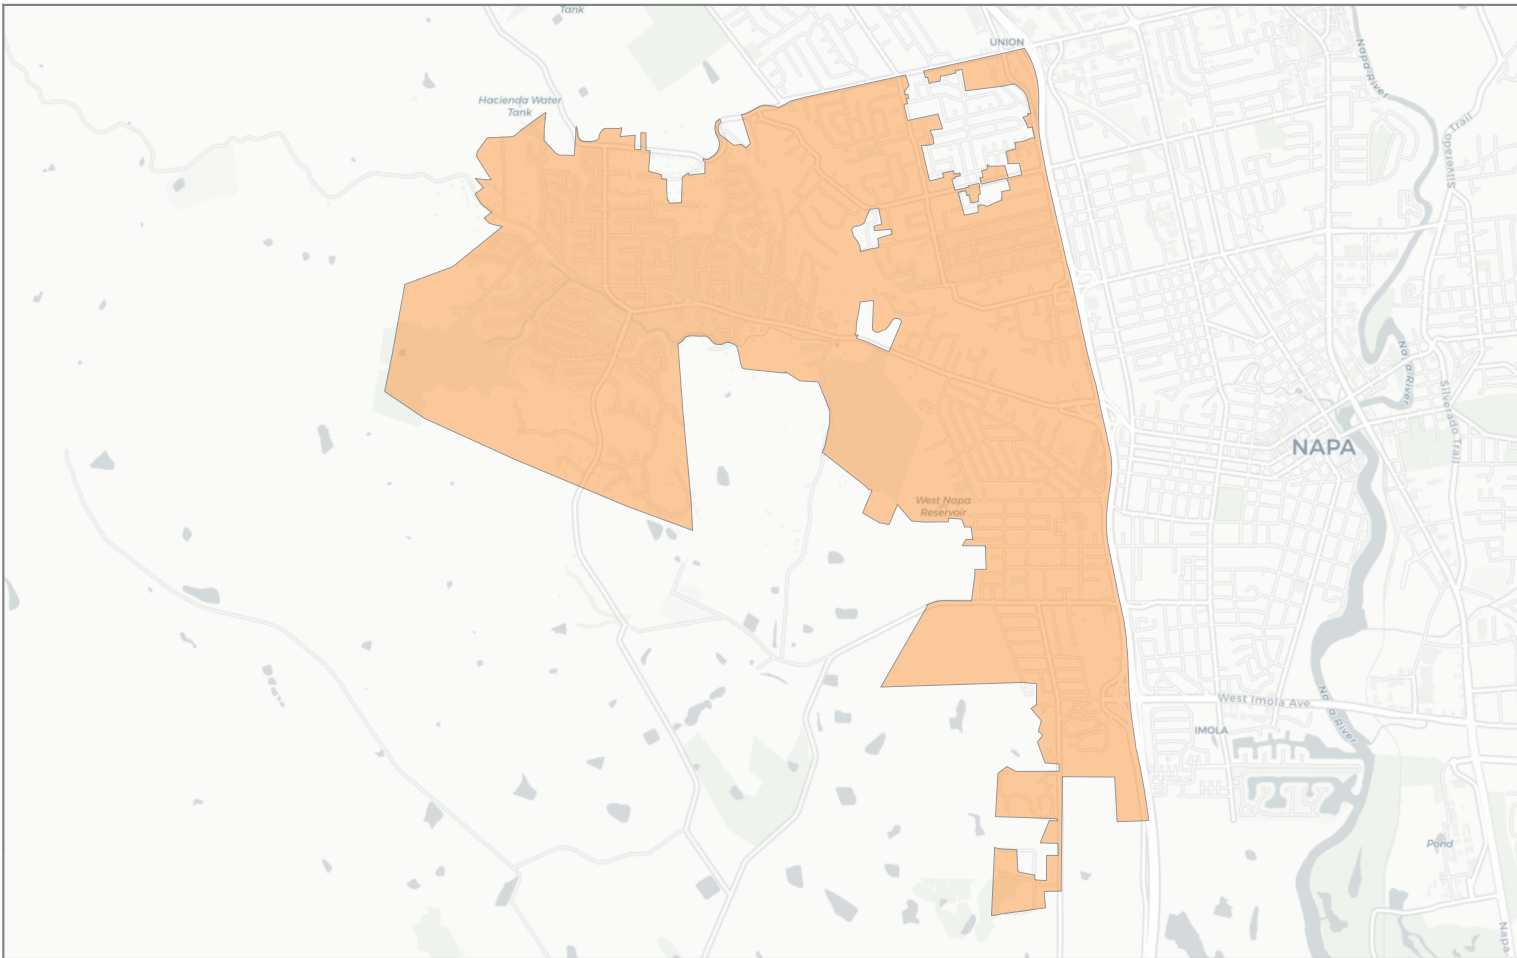 Tank
UNION
Napa River
Hacienda Water
Tank
Silverado Trail
Napa River
Silverado Trail
NAPA
West Napa
Reservoir
West Imola Ave.
Napa River
IMOLA
Pond
Napa